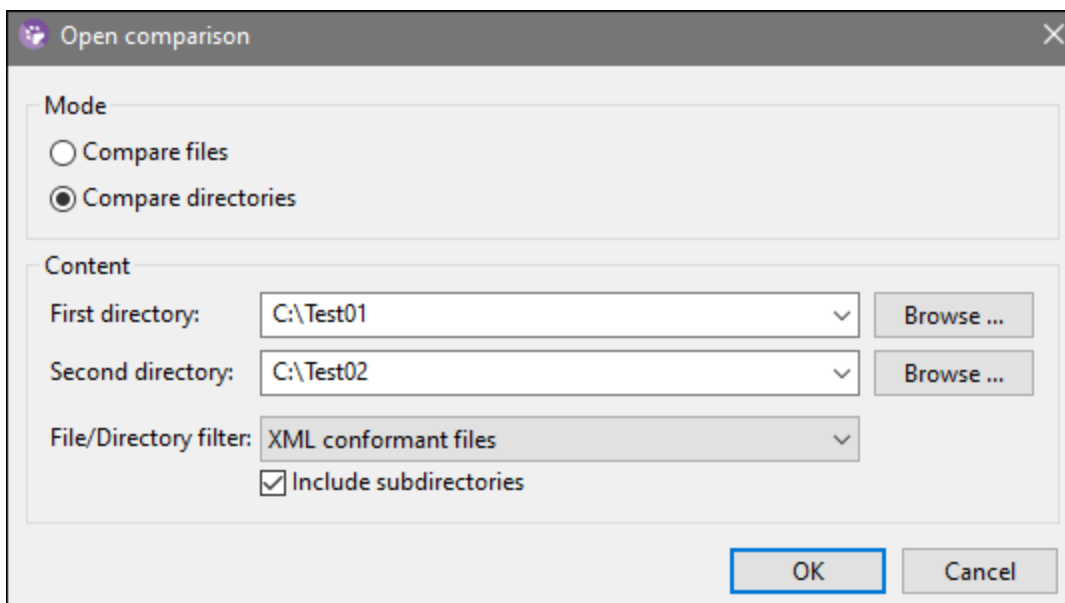 Open comparison
Mode
Compare files
Compare directories
Content
First directory: C:\Test01 Browse ...
Second directory: C:\Test02 Browse ...
File/Directory filter: XML conformant files
Include subdirectories
OK Cancel